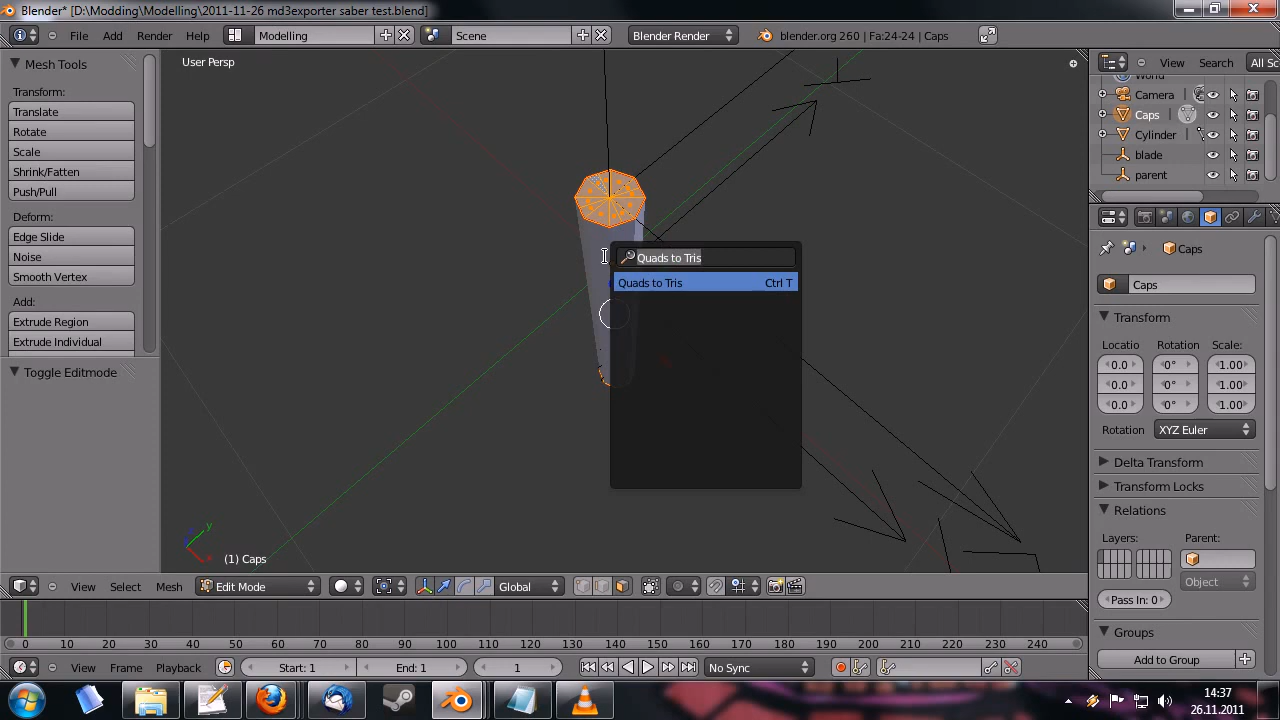 Blender* [D:\Modding\Modelling\2011-11-26 md3exporter saber test.blend]
File Add Render Help Modelling Scene Blender Render blender.org 260 | Fa:24-24 | Caps
Mesh Tools
Transform:
Translate
Rotate
Scale
Shrink/Fatten
Push/Pull
Deform:
Edge Slide
Noise
Smooth Vertex
Add:
Extrude Region
Extrude Individual
Toggle Editmode
User Persp
Quads to Tris
Quads to Tris Ctrl T
y
x
(1) Caps
View Select Mesh Edit Mode Global
View Search All Sc
World
Camera
Caps
Cylinder
blade
parent
Caps
Caps
Transform
Locatio Rotation Scale:
0.0 0° 1.00
0.0 0° 1.00
0.0 0° 1.00
Rotation XYZ Euler
Delta Transform
Transform Locks
Relations
Layers: Parent:
Object
Pass In: 0
Groups
Add to Group
0 10 20 30 40 50 60 70 80 90 100 110 120 130 140 150 160 170 180 190 200 210 220 230 240
View Frame Playback Start: 1 End: 1 1 No Sync
14:37
26.11.2011